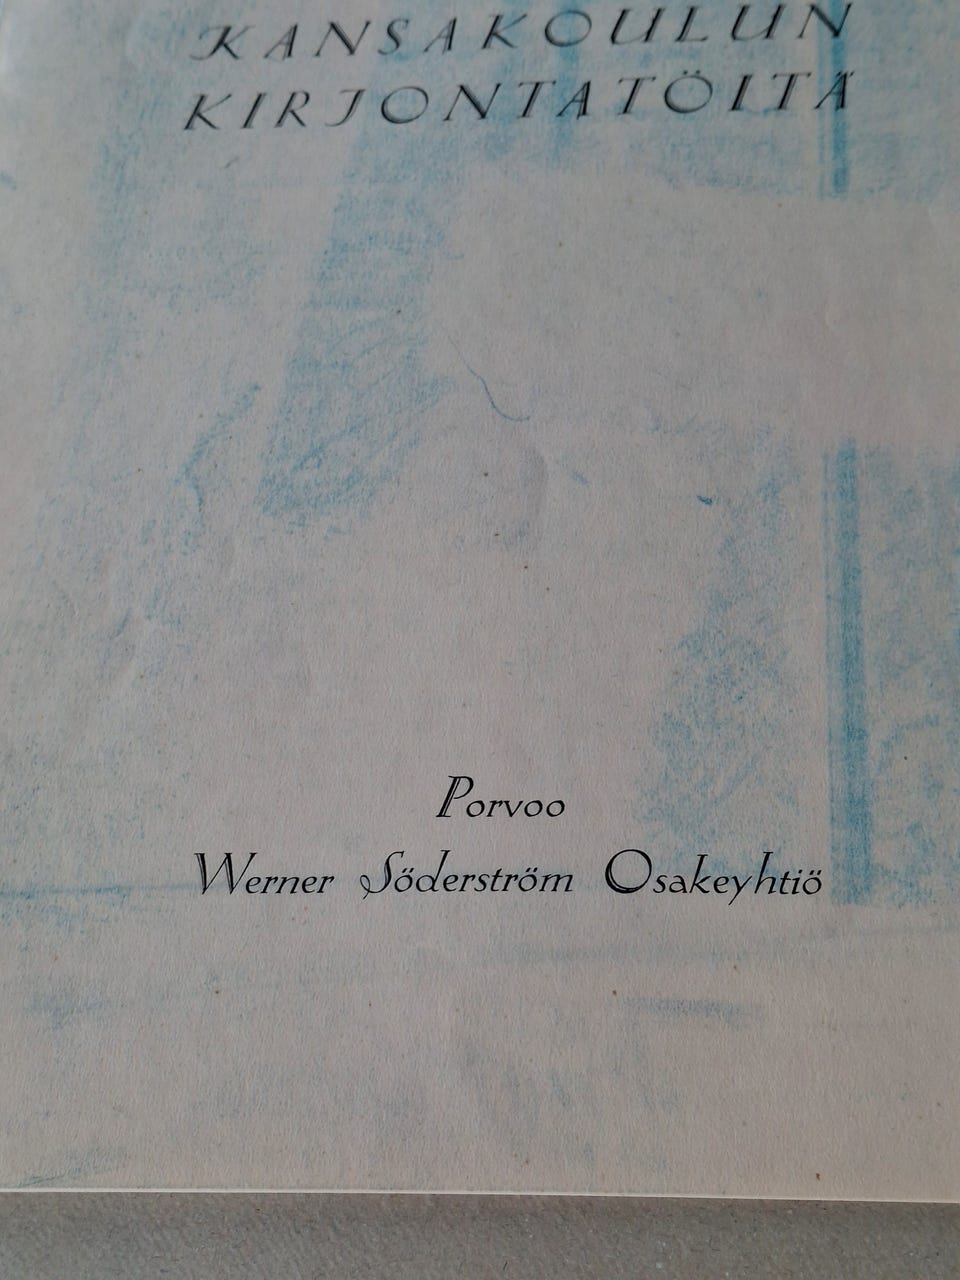 KANSAKOULUN
KIRJONTATÖITÄ
Porvoo
Werner Söderström Osakeyhtiö